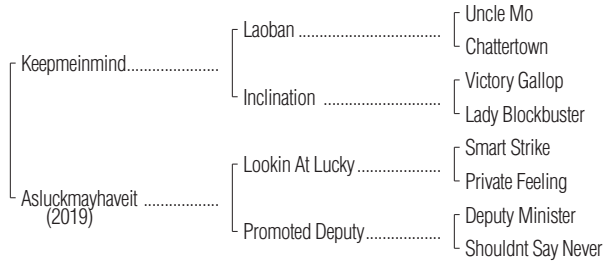 Uncle Mo
Laoban ..............................
Chattertown
Keepmeinmind....................
Victory Gallop
Inclination .........................
Lady Blockbuster
Smart Strike
Lookin At Lucky.................
Private Feeling
Asluckmayhaveit ................
(2019)
Deputy Minister
Promoted Deputy................
Shouldnt Say Never